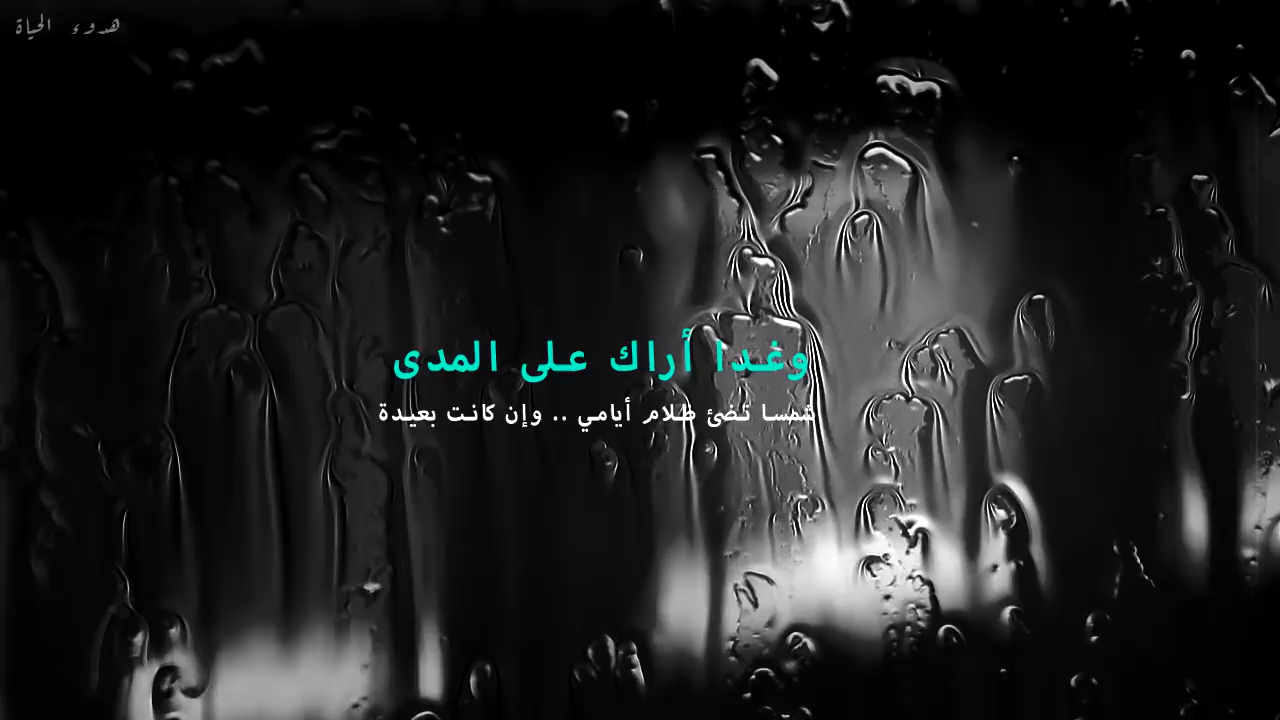 هدوء الحياة
وغدا أراك على المدى
شمسا تضئ ظلام أيامي .. وإن كانت بعيدة